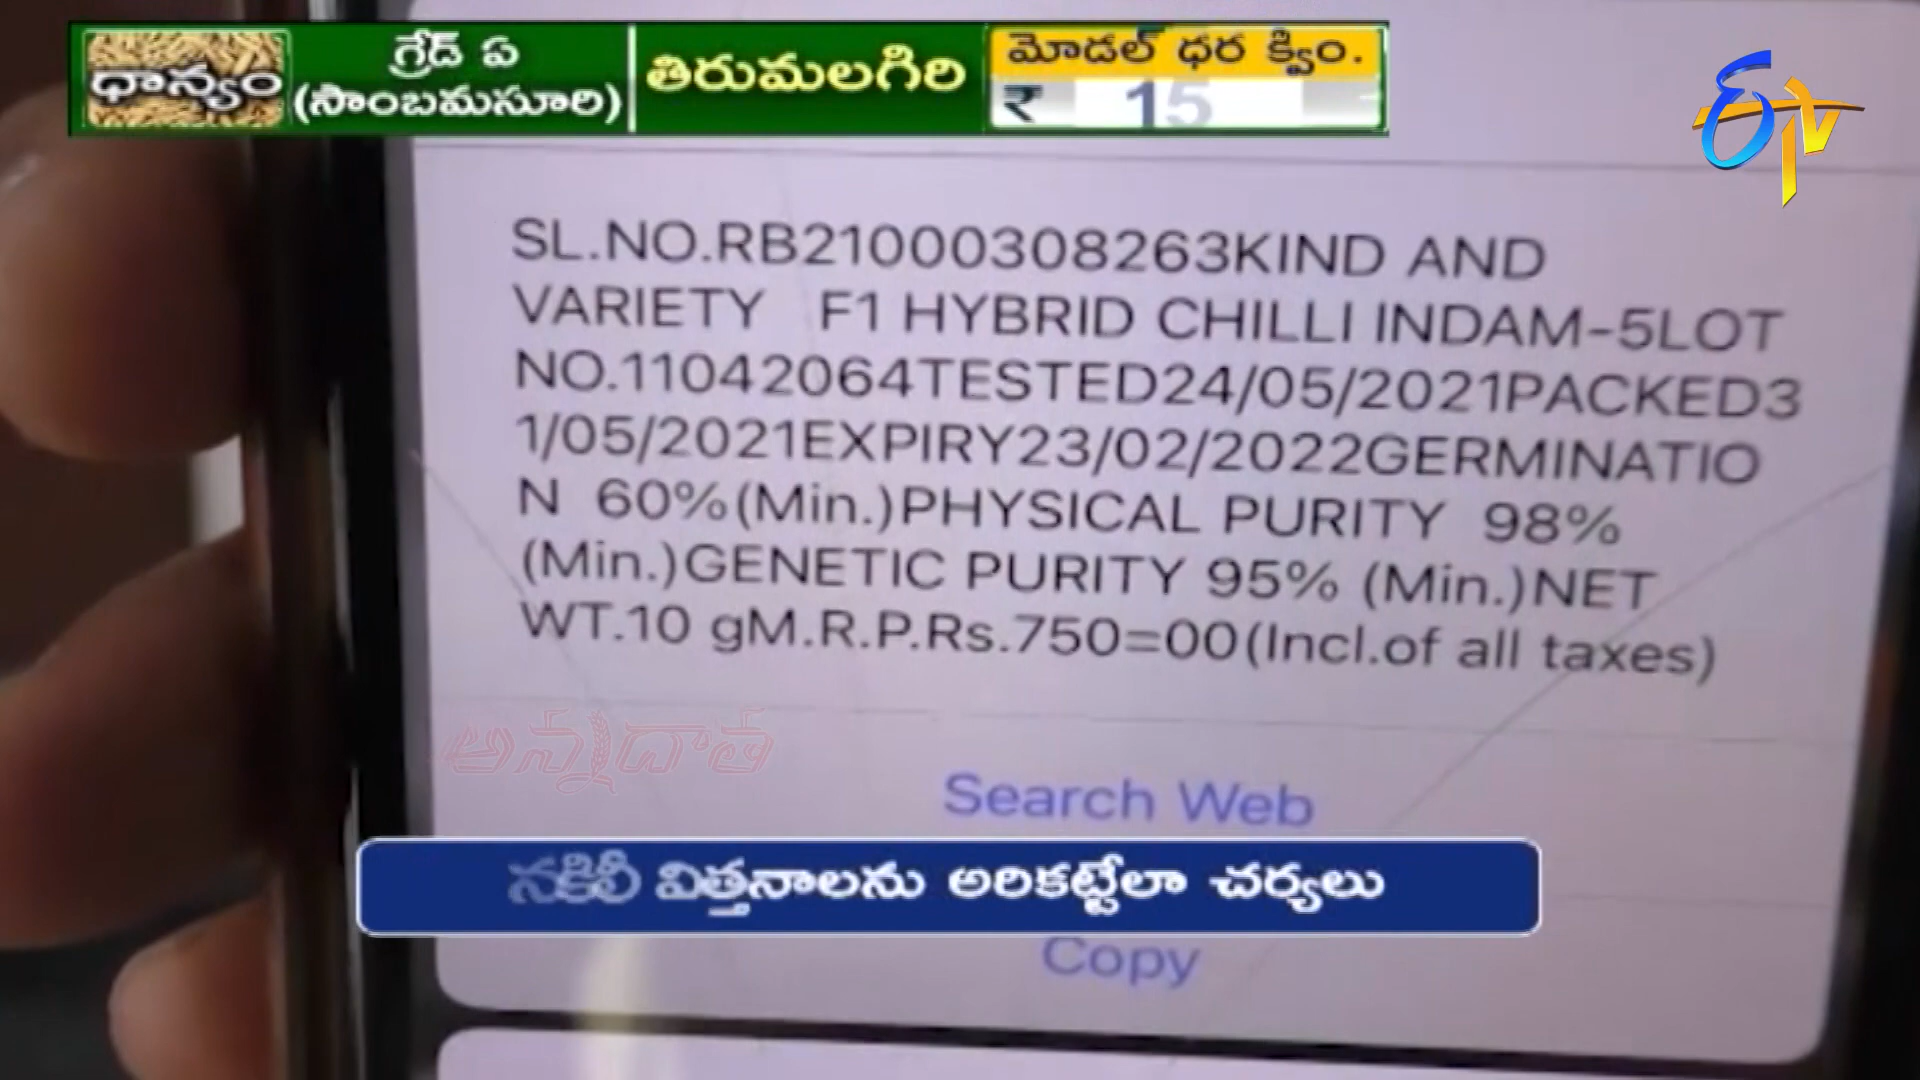 ధాన్యం
గ్రేడ్ ఏ
(సాంబమసూరి)
తిరుమలగిరి
మోడల్ ధర క్విం.
₹ 15
ETV
SL.NO.RB21000308263KIND AND
VARIETY F1 HYBRID CHILLI INDAM-5LOT
NO.11042064TESTED24/05/2021PACKED3
1/05/2021EXPIRY23/02/2022GERMINATIO
N 60%(Min.)PHYSICAL PURITY 98%
(Min.)GENETIC PURITY 95% (Min.)NET
WT.10 gM.R.P.Rs.750=00(Incl.of all taxes)
అన్నదాత
Search Web
నకిలీ విత్తనాలను అరికట్టేలా చర్యలు
Copy